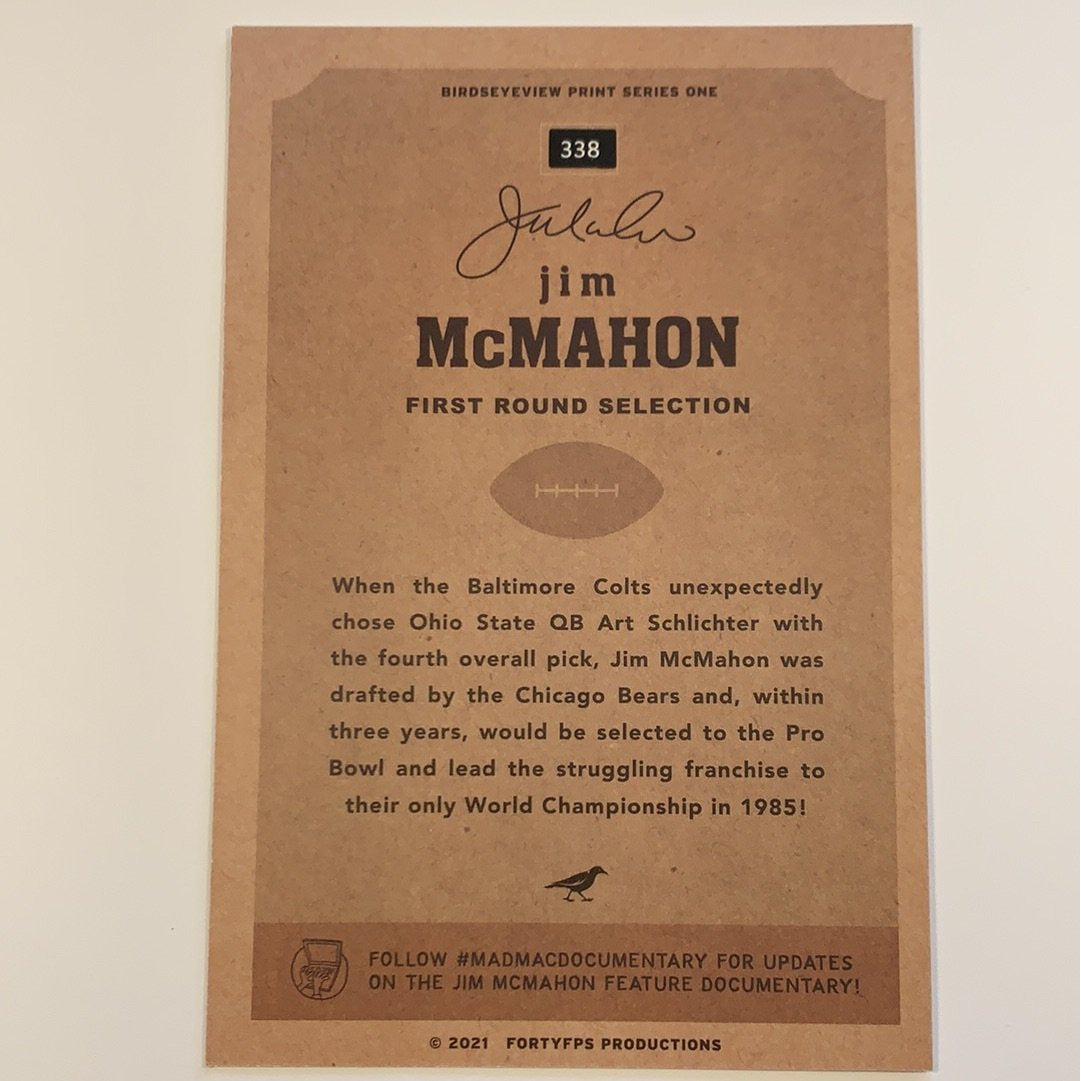 BIRDSEYEVIEW PRINT SERIES ONE
338
jim
McMAHON
FIRST ROUND SELECTION
When the Baltimore Colts unexpectedly
chose Ohio State QB Art Schlichter with
the fourth overall pick, Jim McMahon was
drafted by the Chicago Bears and, within
three years, would be selected to the Pro
Bowl and lead the struggling franchise to
their only World Championship in 1985!
FOLLOW #MADMACDOCUMENTARY FOR UPDATES
ON THE JIM MCMAHON FEATURE DOCUMENTARY!
© 2021 FORTYFPS PRODUCTIONS